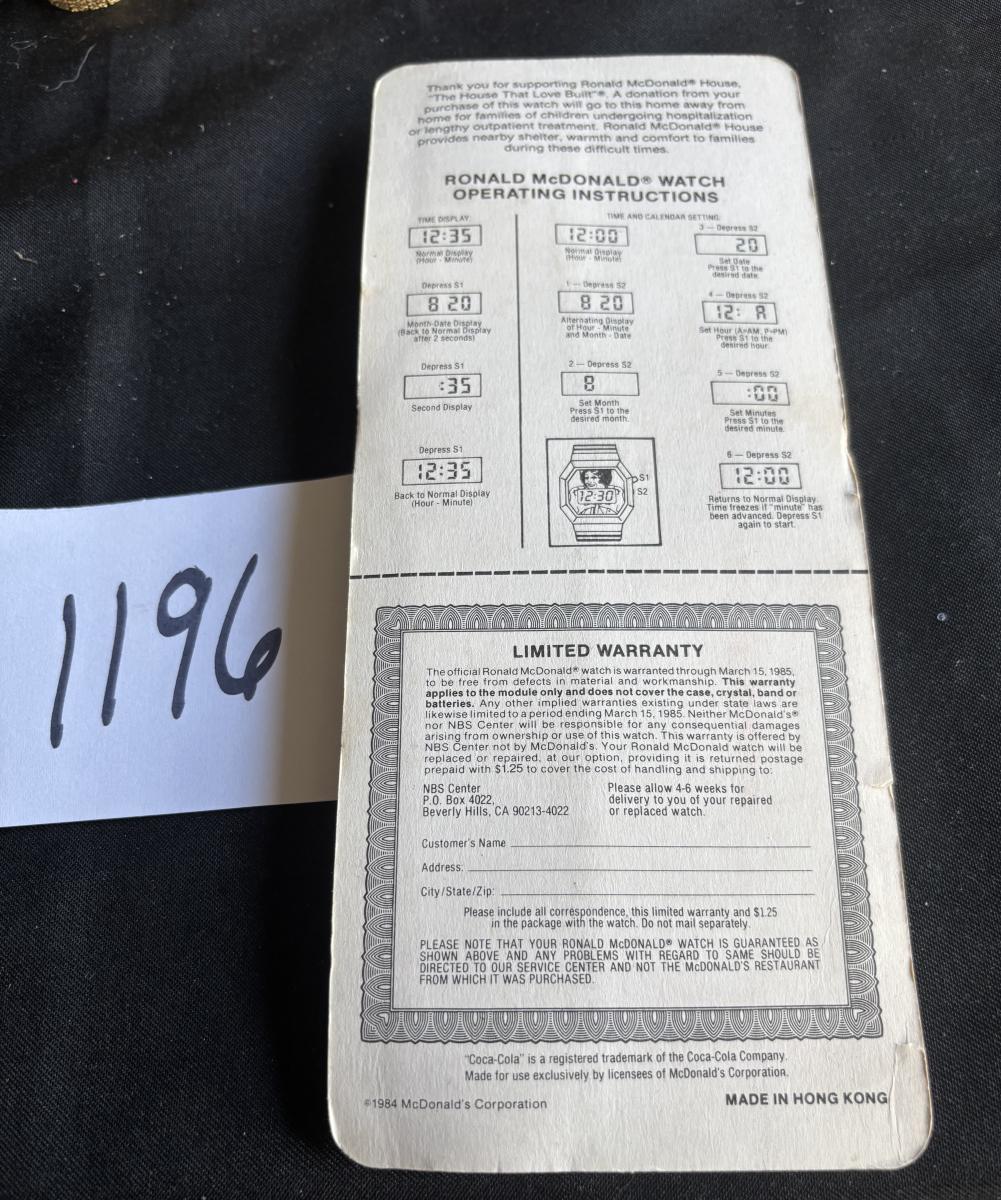 Thank you for supporting Ronald McDonald® House,
"The House That Love Built"®. A donation from your
purchase of this watch will go to this home away from
home for families of children undergoing hospitalization
or lengthy outpatient treatment. Ronald McDonald® House
provides nearby shelter, warmth and comfort to families
during these difficult times.
RONALD McDONALD® WATCH
OPERATING INSTRUCTIONS
TIME DISPLAY:
12:35
Normal Display
(Hour - Minute)
Depress S1
8 20
Month-Date Display
(Back to Normal Display
after 2 seconds)
Depress S1
:35
Second Display
Depress S1
12:35
Back to Normal Display
(Hour - Minute)
TIME AND CALENDAR SETTING:
12:00
Normal Display
(Hour - Minute)
1 — Depress S2
8 20
Alternating Display
of Hour - Minute
and Month - Date
2 — Depress S2
8
Set Month
Press S1 to the
desired month.
12:30
S1
S2
3 — Depress S2
20
Set Date
Press S1 to the
desired date.
4 — Depress S2
12: A
Set Hour (A=AM, P=PM)
Press S1 to the
desired hour.
5 — Depress S2
:00
Set Minutes
Press S1 to the
desired minute.
6 — Depress S2
12:00
Returns to Normal Display.
Time freezes if "minute" has
been advanced. Depress S1
again to start.
1196
LIMITED WARRANTY
The official Ronald McDonald® watch is warranted through March 15, 1985,
to be free from defects in material and workmanship. This warranty
applies to the module only and does not cover the case, crystal, band or
batteries. Any other implied warranties existing under state laws are
likewise limited to a period ending March 15, 1985. Neither McDonald's®
nor NBS Center will be responsible for any consequential damages
arising from ownership or use of this watch. This warranty is offered by
NBS Center not by McDonald's. Your Ronald McDonald watch will be
replaced or repaired, at our option, providing it is returned postage
prepaid with $1.25 to cover the cost of handling and shipping to:
NBS Center
P.O. Box 4022,
Beverly Hills, CA 90213-4022
Please allow 4-6 weeks for
delivery to you of your repaired
or replaced watch.
Customer's Name
Address:
City/State/Zip:
Please include all correspondence, this limited warranty and $1.25
in the package with the watch. Do not mail separately.
PLEASE NOTE THAT YOUR RONALD McDONALD® WATCH IS GUARANTEED AS
SHOWN ABOVE AND ANY PROBLEMS WITH REGARD TO SAME SHOULD BE
DIRECTED TO OUR SERVICE CENTER AND NOT THE McDONALD'S RESTAURANT
FROM WHICH IT WAS PURCHASED.
"Coca-Cola" is a registered trademark of the Coca-Cola Company.
Made for use exclusively by licensees of McDonald's Corporation.
©1984 McDonald's Corporation
MADE IN HONG KONG